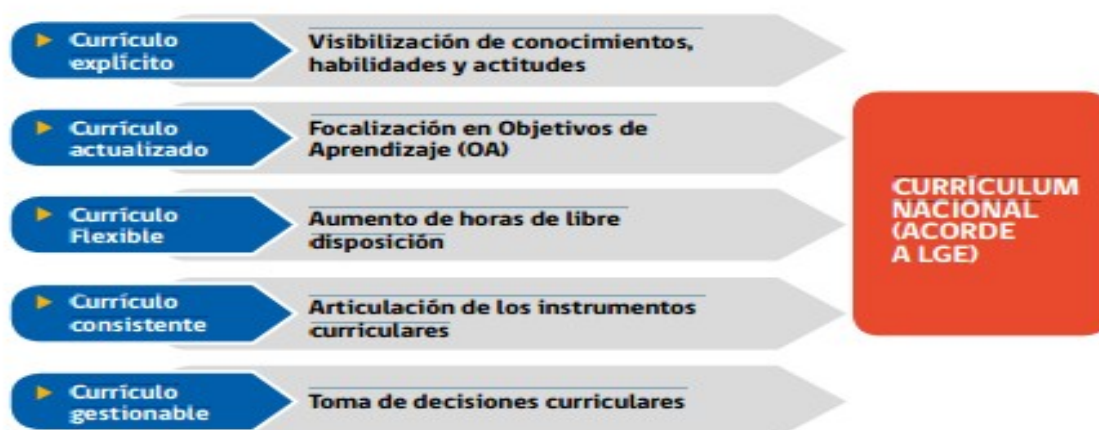 Currículo
explícito
Visibilización de conocimientos,
habilidades y actitudes
Currículo
actualizado
Focalización en Objetivos de
Aprendizaje (OA)
Currículo
Flexible
Aumento de horas de libre
disposición
Currículo
consistente
Articulación de los instrumentos
curriculares
Currículo
gestionable
Toma de decisiones curriculares
CURRÍCULUM
NACIONAL
(ACORDE
A LGE)